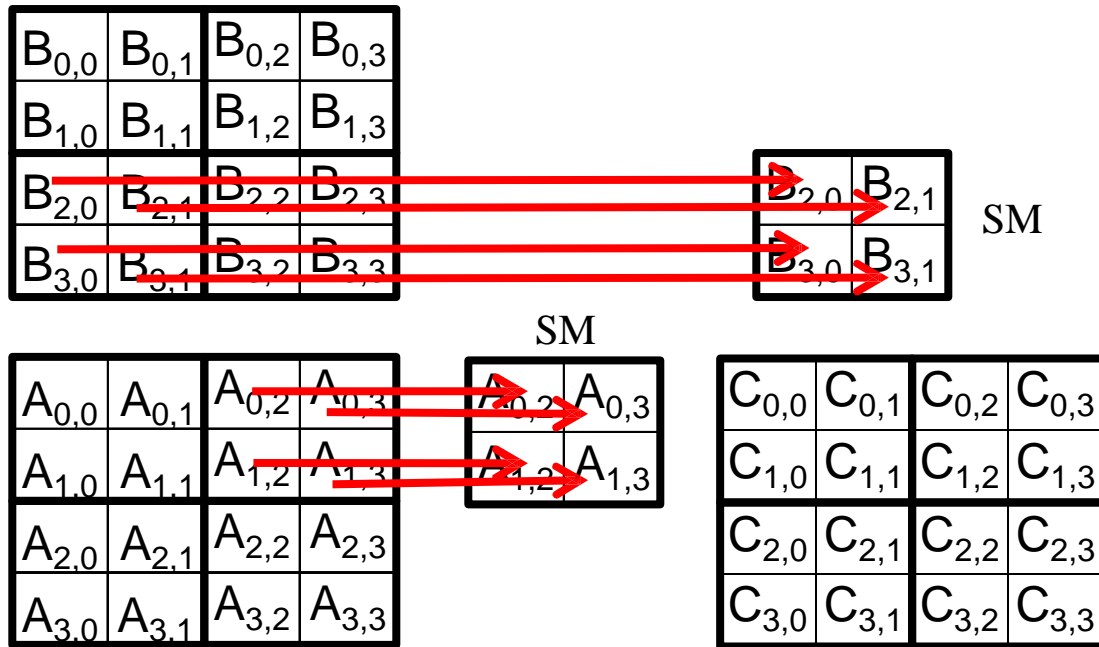 B0,0 B0,1 B0,2 B0,3
B1,0 B1,1 B1,2 B1,3
B2,0 B2,1 B2,2 B2,3 B2,0 B2,1
SM
B3,0 B3,1 B3,2 B3,3 B3,0 B3,1
SM
A0,0 A0,1 A0,2 A0,3 A0,2 A0,3 C0,0 C0,1 C0,2 C0,3
A1,0 A1,1 A1,2 A1,3 A1,2 A1,3 C1,0 C1,1 C1,2 C1,3
A2,0 A2,1 A2,2 A2,3 C2,0 C2,1 C2,2 C2,3
A3,0 A3,1 A3,2 A3,3 C3,0 C3,1 C3,2 C3,3